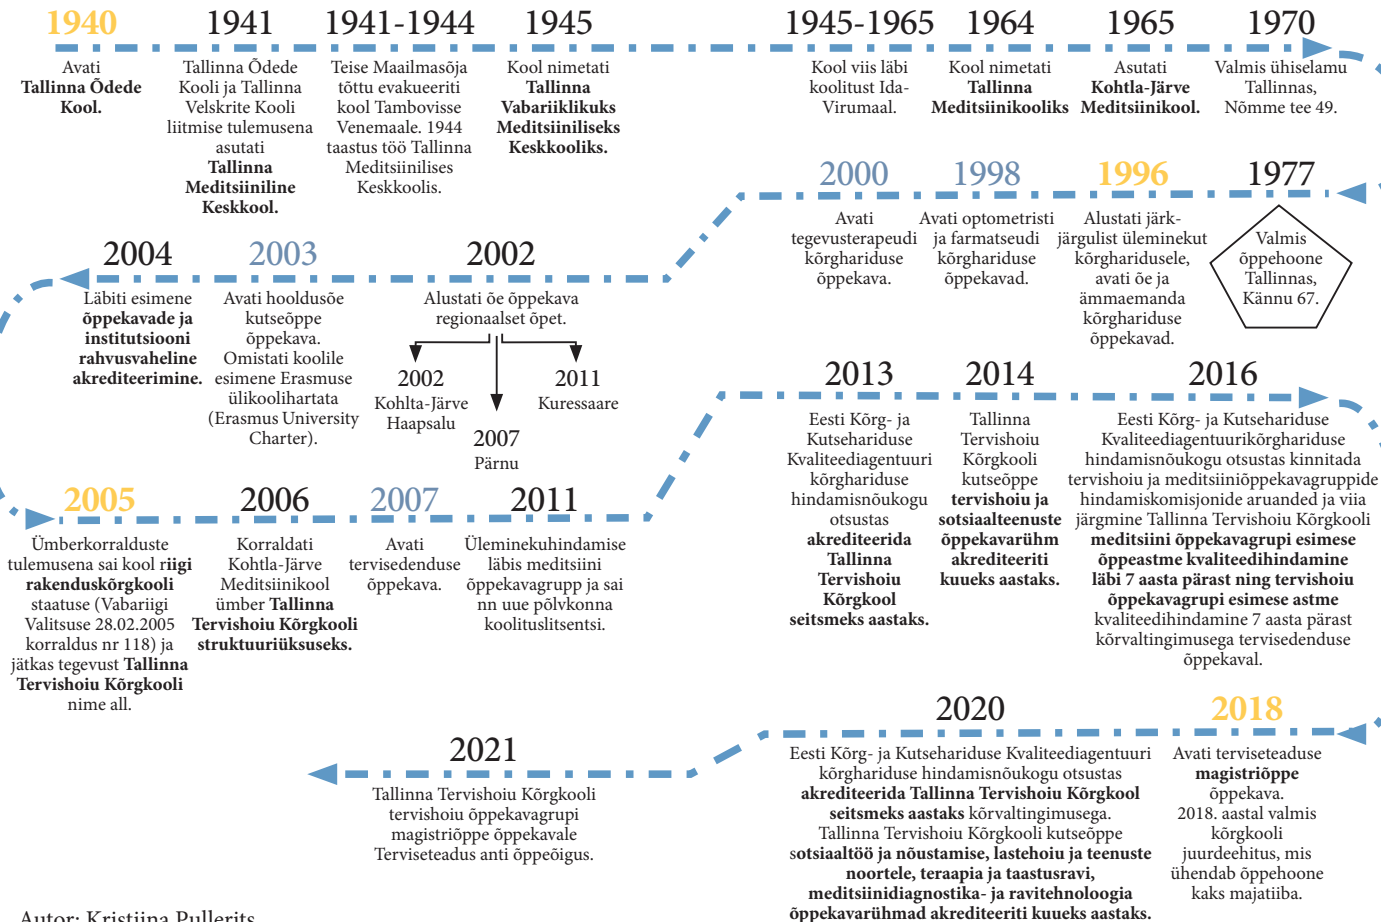 1940
Avati
Tallinna Õdede
Kool.
1941
Tallinna Õdede
Kooli ja Tallinna
Velskrite Kooli
liitmise tulemusena
asutati
Tallinna
Meditsiiniline
Keskkool.
1941-1944
Teise Maailmasõja
tõttu evakueeriti
kool Tambovisse
Venemaale. 1944
taastus töö Tallinna
Meditsiinilises
Keskkoolis.
1945
Kool nimetati
Tallinna
Vabariiklikuks
Meditsiiniliseks
Keskkooliks.
1945-1965
Kool viis läbi
koolitust Ida-
Virumaal.
1964
Kool nimetati
Tallinna
Meditsiinikooliks
1965
Asutati
Kohtla-Järve
Meditsiinikool.
1970
Valmis ühiselamu
Tallinnas,
Nõmme tee 49.
1977
Valmis
õppehoone
Tallinnas,
Kännu 67.
1996
Alustati järk-
järgulist üleminekut
kõrgharidusele,
avati õe ja
ämmaemanda
kõrghariduse
õppekavad.
1998
Avati optometristi
ja farmatseudi
kõrghariduse
õppekavad.
2000
Avati
tegevusterapeudi
kõrghariduse
õppekava.
2002
Alustati õe õppekava
regionaalset õpet.
2002
Kohlta-Järve
Haapsalu
2007
Pärnu
2011
Kuressaare
2003
Avati hooldusõe
kutseõppe
õppekava.
Omistati koolile
esimene Erasmuse
ülikoolihartata
(Erasmus University
Charter).
2004
Läbiti esimene
õppekavade ja
institutsiooni
rahvusvaheline
akrediteerimine.
2005
Ümberkorralduste
tulemusena sai kool riigi
rakenduskõrgkooli
staatuse (Vabariigi
Valitsuse 28.02.2005
korraldus nr 118) ja
jätkas tegevust Tallinna
Tervishoiu Kõrgkooli
nime all.
2006
Korraldati
Kohtla-Järve
Meditsiinikool
ümber Tallinna
Tervishoiu Kõrgkooli
struktuuriüksuseks.
2007
Avati
tervisedenduse
õppekava.
2011
Üleminekuhindamise
läbis meditsiini
õppekavagrupp ja sai
nn uue põlvkonna
koolituslitsentsi.
2013
Eesti Kõrg- ja
Kutsehariduse
Kvaliteediagentuuri
kõrghariduse
hindamisnõukogu
otsustas
akrediteerida
Tallinna
Tervishoiu
Kõrgkool
seitsmeks aastaks.
2014
Tallinna
Tervishoiu
Kõrgkooli
kutseõppe
tervishoiu ja
sotsiaalteenuste
õppekavarühm
akrediteeriti
kuueks aastaks.
2016
Eesti Kõrg- ja Kutsehariduse
Kvaliteediagentuurikõrghariduse
hindamisnõukogu otsustas kinnitada
tervishoiu ja meditsiiniõppekavagruppide
hindamiskomisjonide aruanded ja viia
järgmine Tallinna Tervishoiu Kõrgkooli
meditsiini õppekavagrupi esimese
õppeastme kvaliteedihindamine
läbi 7 aasta pärast ning tervishoiu
õppekavagrupi esimese astme
kvaliteedihindamine 7 aasta pärast
kõrvaltingimusega tervisedenduse
õppekaval.
2018
Avati terviseteaduse
magistriõppe
õppekava.
2018. aastal valmis
kõrgkooli
juurdeehitus, mis
ühendab õppehoone
kaks majatiiba.
2020
Eesti Kõrg- ja Kutsehariduse Kvaliteediagentuuri
kõrghariduse hindamisnõukogu otsustas
akrediteerida Tallinna Tervishoiu Kõrgkool
seitsmeks aastaks kõrvaltingimusega.
Tallinna Tervishoiu Kõrgkooli kutseõppe
sotsiaaltöö ja nõustamise, lastehoiu ja teenuste
noortele, teraapia ja taastusravi,
meditsiinidiagnostika- ja ravitehnoloogia
õppekavarühmad akrediteeriti kuueks aastaks.
2021
Tallinna Tervishoiu Kõrgkooli
tervishoiu õppekavagrupi
magistriõppe õppekavale
Terviseteadus anti õppeõigus.
Autor: Kristiina Pullerits